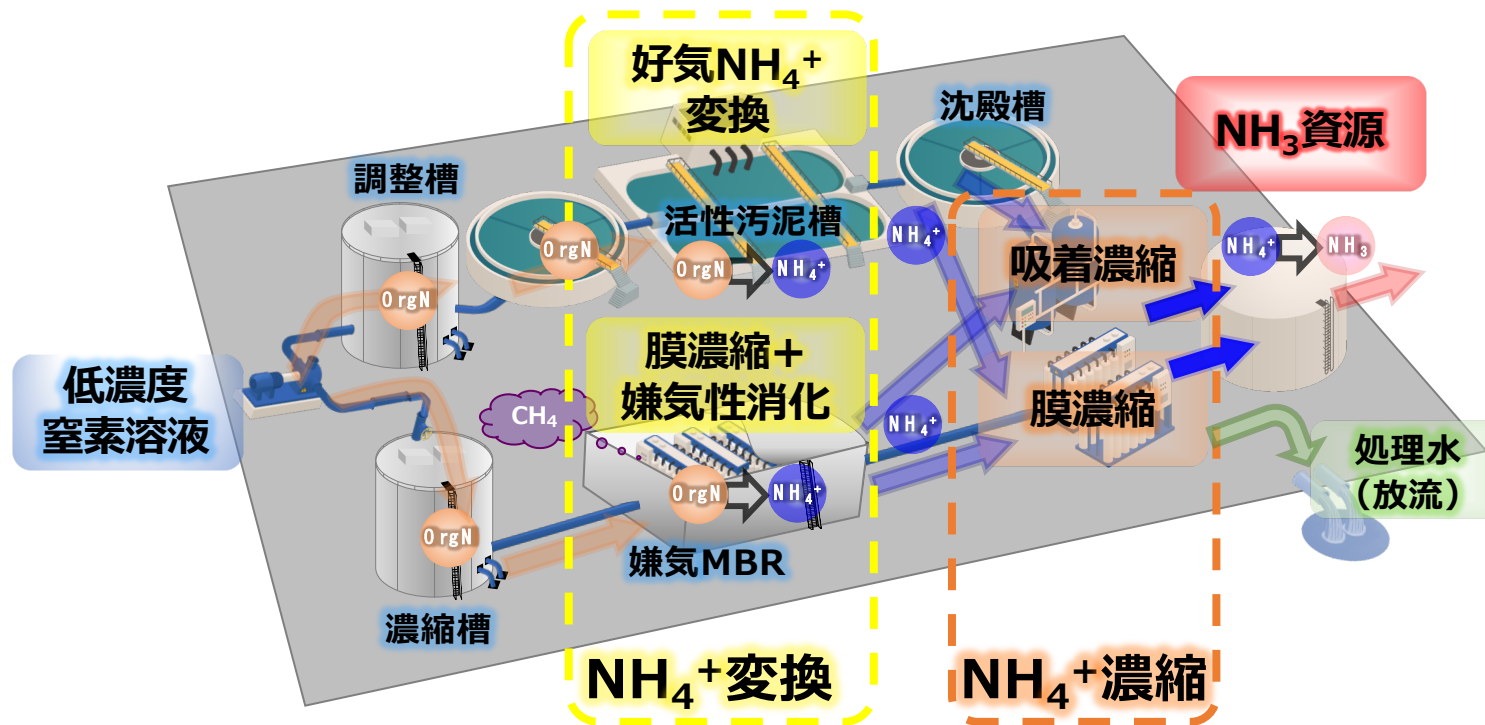 低濃度
窒素溶液
調整槽
OrgN
濃縮槽
OrgN
OrgN
好気NH₄⁺
変換
活性汚泥槽
OrgN
NH₄⁺
膜濃縮+
嫌気性消化
CH₄
OrgN
NH₄⁺
嫌気MBR
NH₄⁺変換
沈殿槽
NH₄⁺
NH₄⁺
吸着濃縮
膜濃縮
NH₄⁺濃縮
NH₃資源
NH₄⁺
NH₃
処理水
（放流）